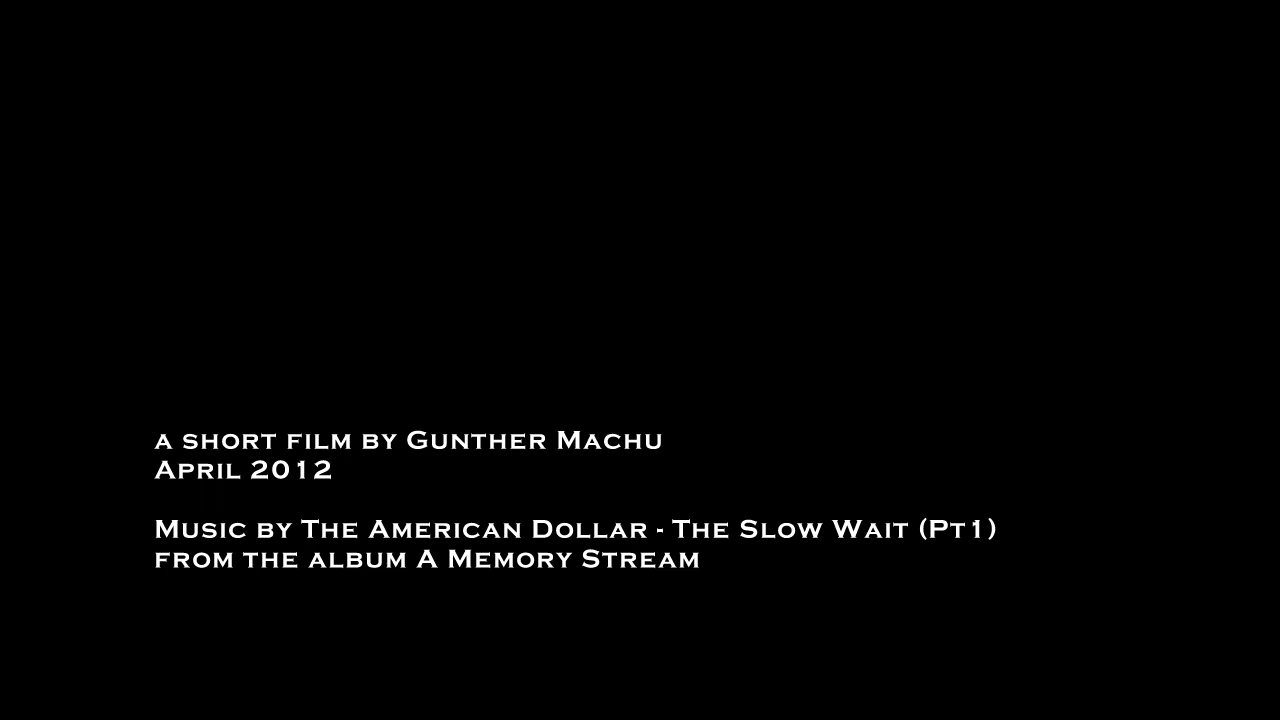 a short film by Gunther Machu
April 2012
Music by The American Dollar - The Slow Wait (Pt1)
from the album A Memory Stream